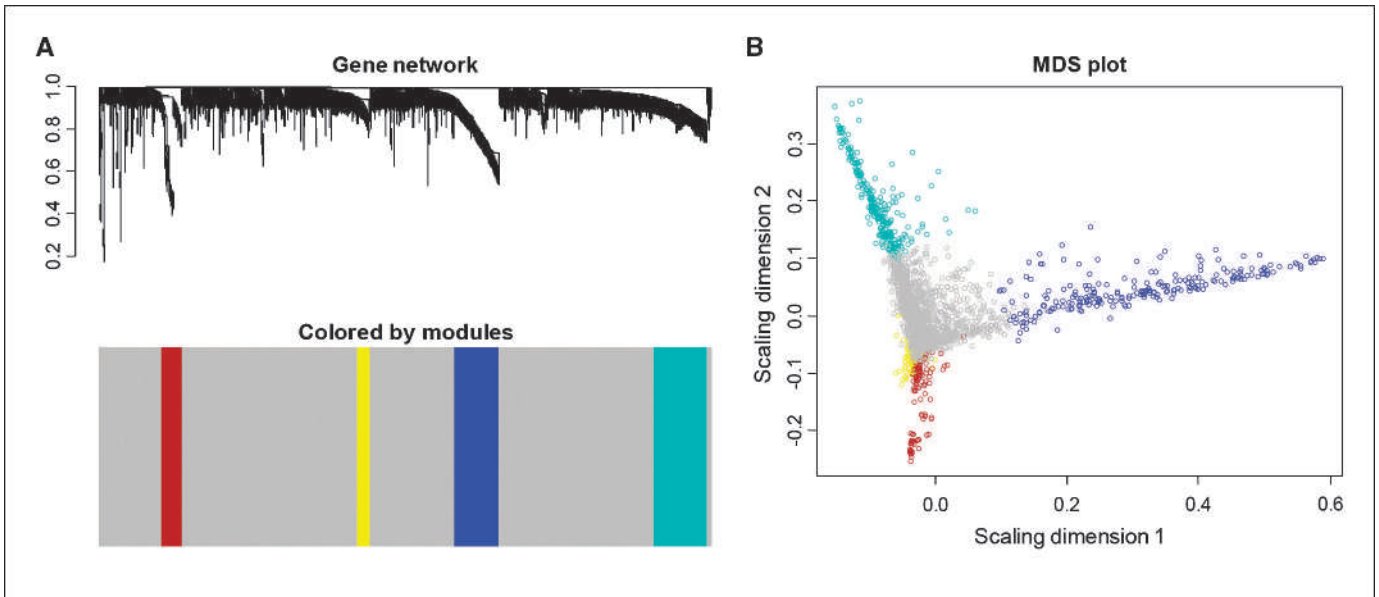 A
Gene network
1.0
0.8
0.6
0.4
0.2
Colored by modules
B
MDS plot
Scaling dimension 2
0.3
0.2
0.1
0.0
-0.1
-0.2
0.0 0.2 0.4 0.6
Scaling dimension 1